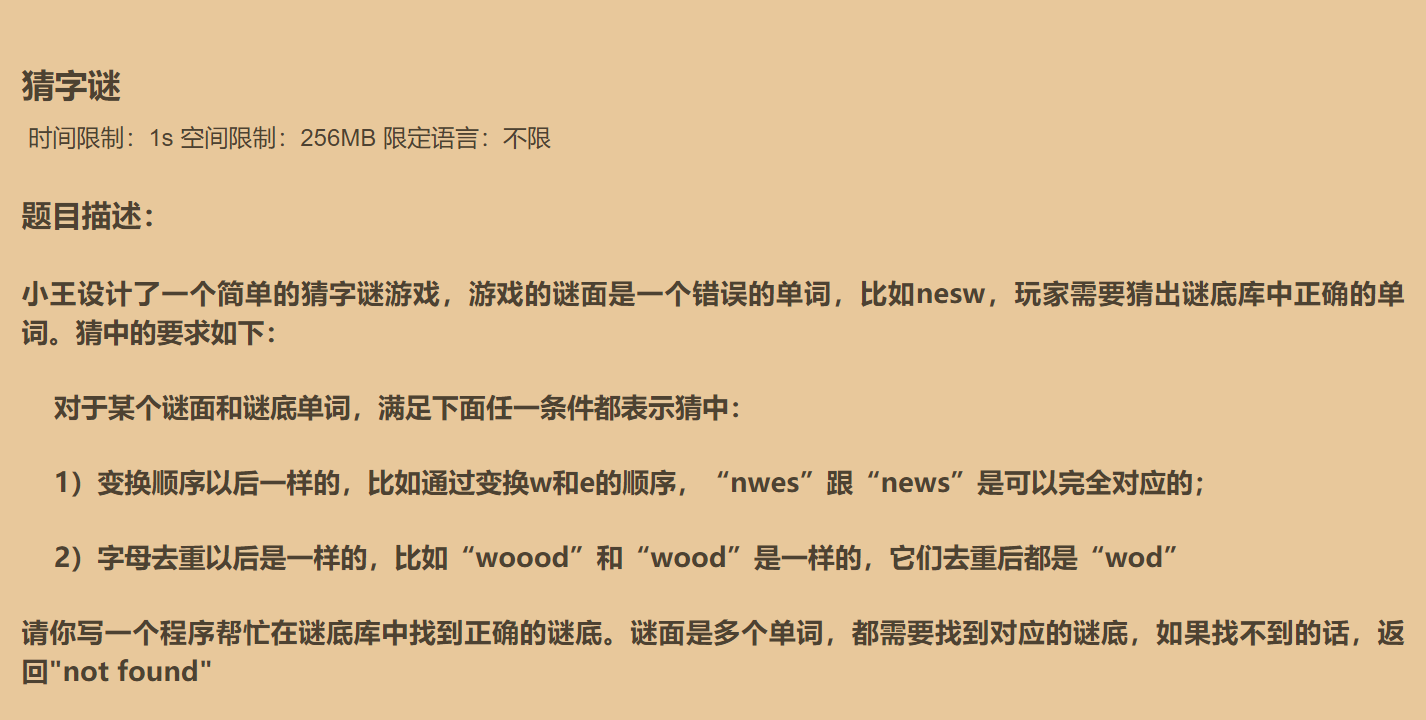 猜字谜
时间限制：1s 空间限制：256MB 限定语言：不限
题目描述：
小王设计了一个简单的猜字谜游戏，游戏的谜面是一个错误的单词，比如nesw，玩家需要猜出谜底库中正确的单
词。猜中的要求如下：
对于某个谜面和谜底单词，满足下面任一条件都表示猜中：
1）变换顺序以后一样的，比如通过变换w和e的顺序，“nwes”跟“news”是可以完全对应的；
2）字母去重以后是一样的，比如“woood”和“wood”是一样的，它们去重后都是“wod”
请你写一个程序帮忙在谜底库中找到正确的谜底。谜面是多个单词，都需要找到对应的谜底，如果找不到的话，返
回"not found"